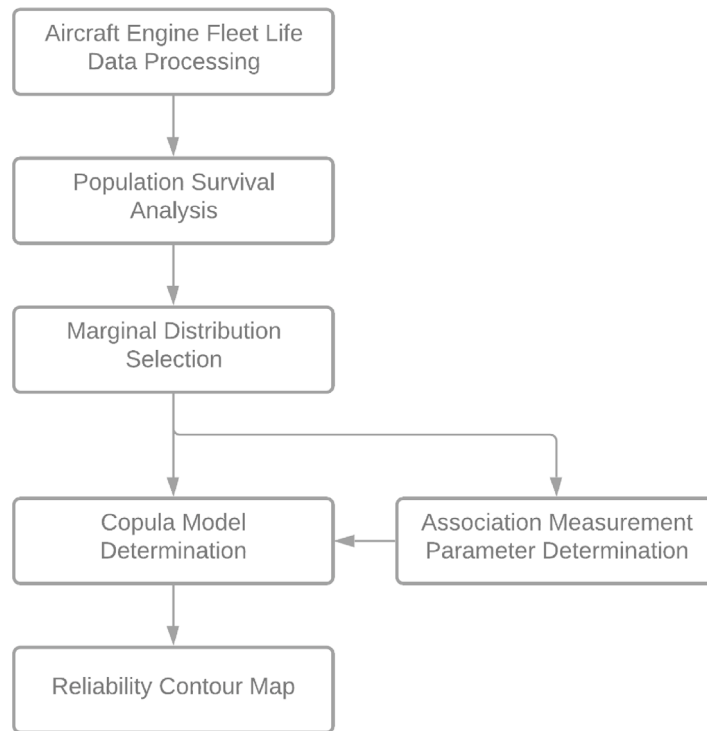 Aircraft Engine Fleet Life
Data Processing
Population Survival
Analysis
Marginal Distribution
Selection
Copula Model
Determination
Association Measurement
Parameter Determination
Reliability Contour Map